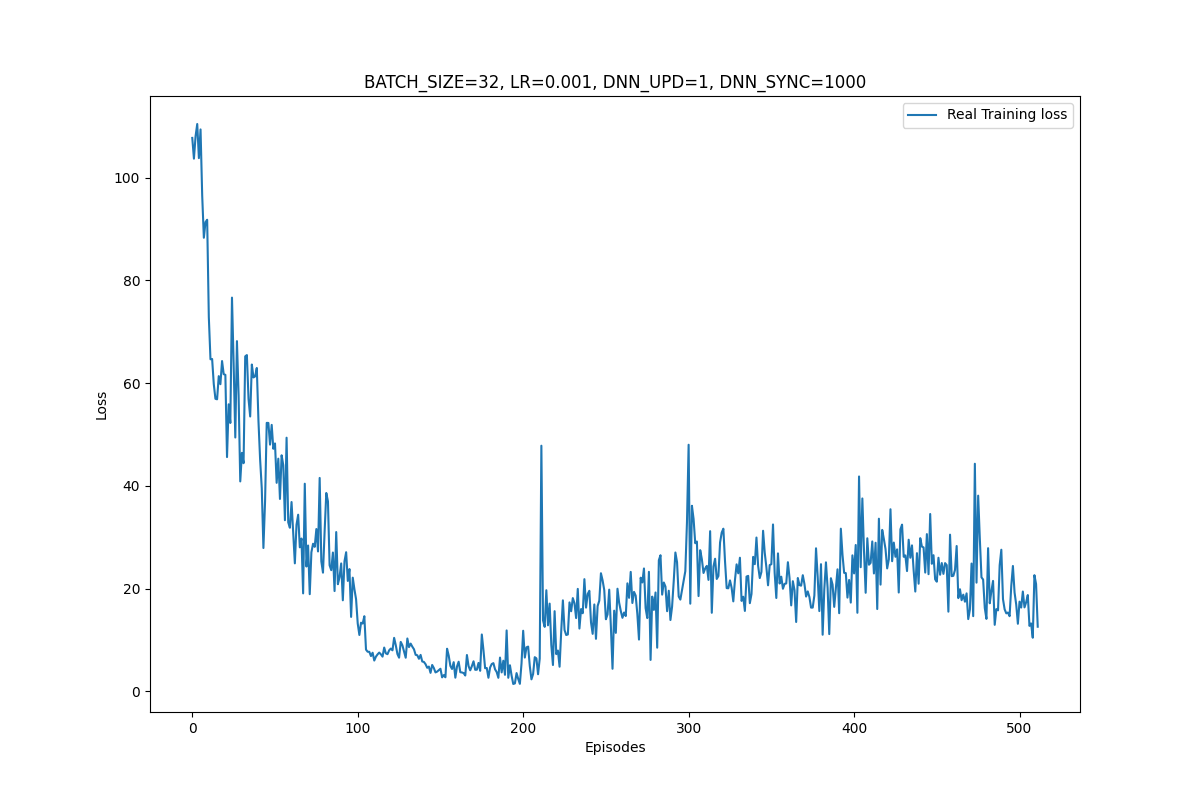 BATCH_SIZE=32, LR=0.001, DNN_UPD=1, DNN_SYNC=1000
Real Training loss
100
80
60
40
20
0
Loss
0 100 200 300 400 500
Episodes